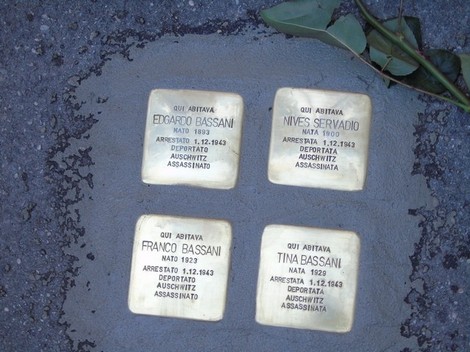 QUI ABITAVA
EDGARDO BASSANI
NATO 1893
ARRESTATO 1.12.1943
DEPORTATO
AUSCHWITZ
ASSASSINATO
QUI ABITAVA
NIVES SERVADIO
NATA 1900
ARRESTATA 1.12.1943
DEPORTATA
AUSCHWITZ
ASSASSINATA
QUI ABITAVA
FRANCO BASSANI
NATO 1923
ARRESTATO 1.12.1943
DEPORTATO
AUSCHWITZ
ASSASSINATO
QUI ABITAVA
TINA BASSANI
NATA 1929
ARRESTATA 1.12.1943
DEPORTATA
AUSCHWITZ
ASSASSINATA